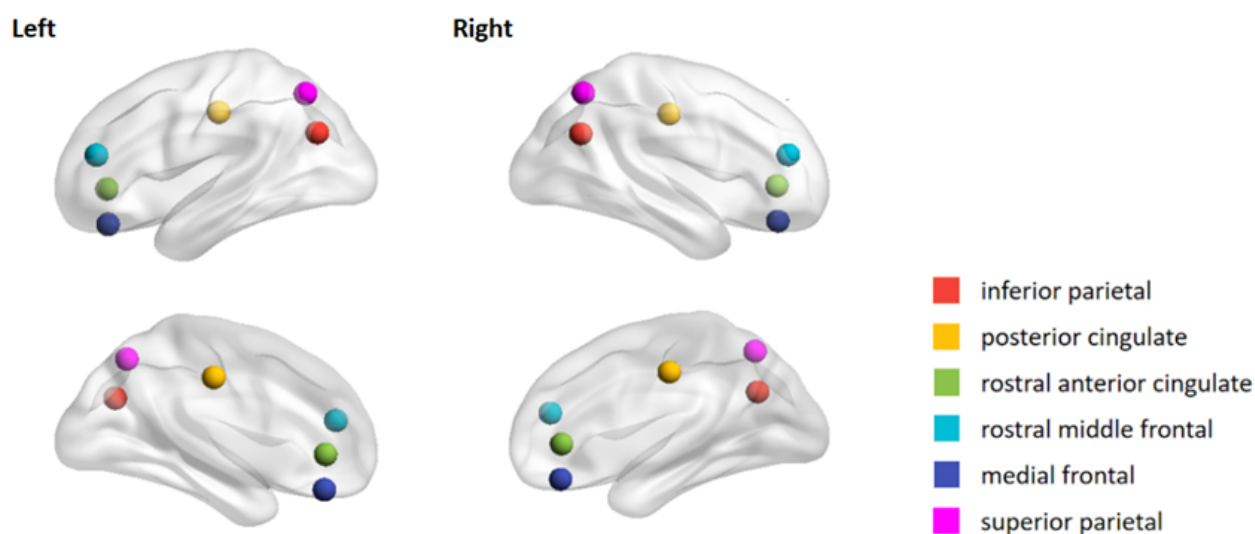 Left
Right
inferior parietal
posterior cingulate
rostral anterior cingulate
rostral middle frontal
medial frontal
superior parietal